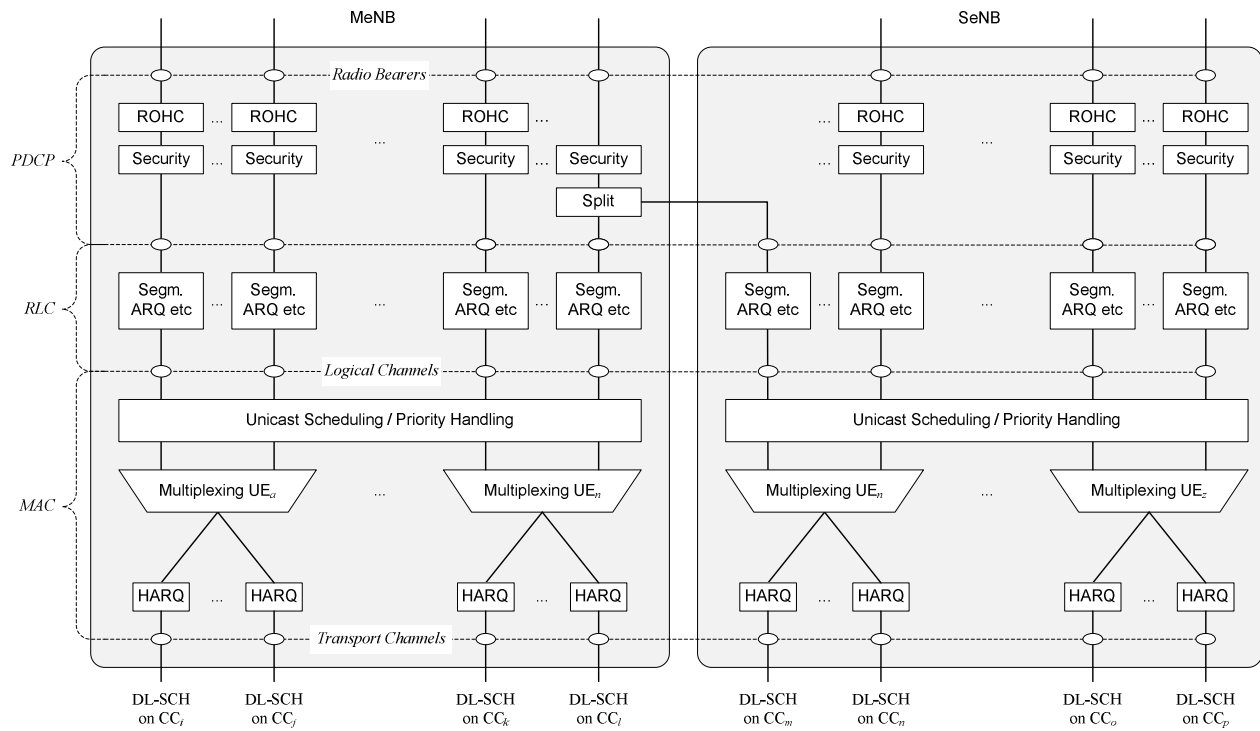 MeNB SeNB
Radio Bearers
ROHC ... ROHC ROHC ... ... ROHC ROHC ... ROHC
... ...
PDCP Security ... Security Security ... Security ... Security Security ... Security
Split
RLC
Segm. Segm. Segm. Segm. Segm. Segm. Segm. Segm.
... ... ... ... ... ...
ARQ etc ARQ etc ARQ etc ARQ etc ARQ etc ARQ etc ARQ etc ARQ etc
Logical Channels
Unicast Scheduling / Priority Handling Unicast Scheduling / Priority Handling
MAC
Multiplexing UEa ... Multiplexing UEn Multiplexing UEn ... Multiplexing UEz
HARQ ... HARQ HARQ ... HARQ HARQ ... HARQ HARQ ... HARQ
Transport Channels
DL-SCH DL-SCH DL-SCH DL-SCH DL-SCH DL-SCH DL-SCH DL-SCH
on CCi on CCj on CCk on CCl on CCm on CCn on CCo on CCp